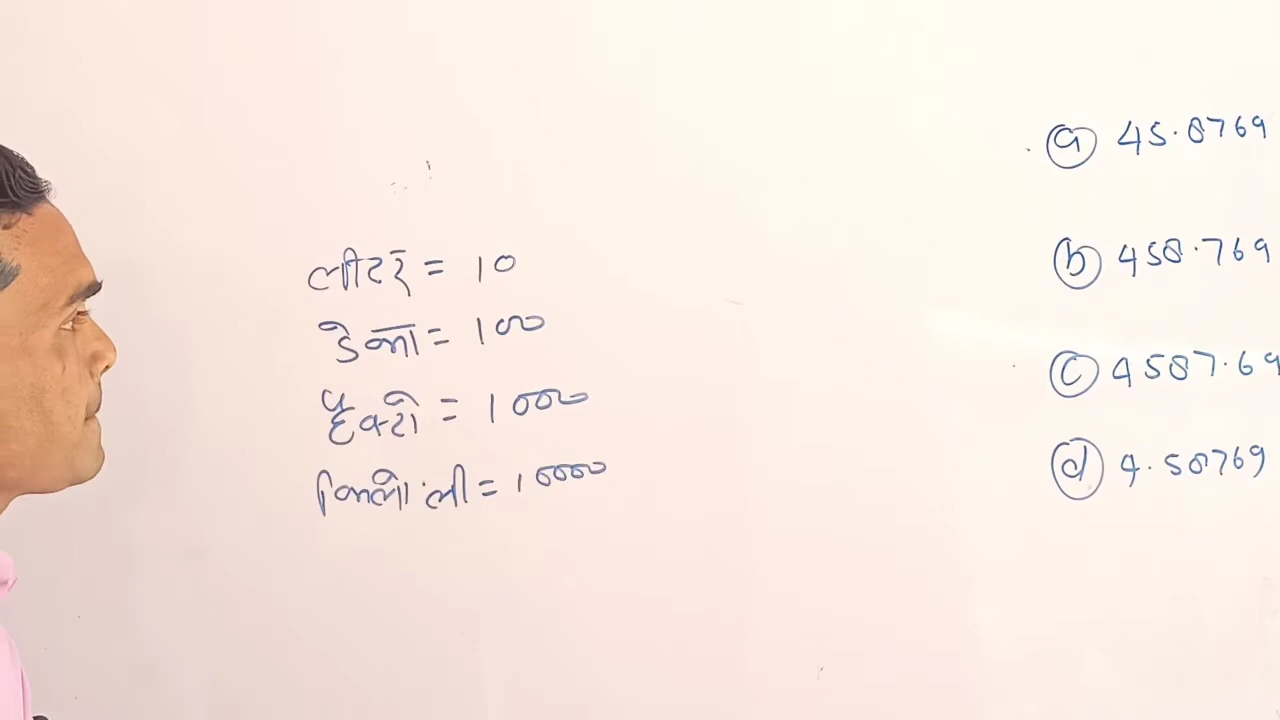 लीटर = 10
डेका = 100
हेक्टो = 1000
किलो.ली = 10000
(a) 45.8769
(b) 458.769
(c) 4587.69
(d) 4.58769